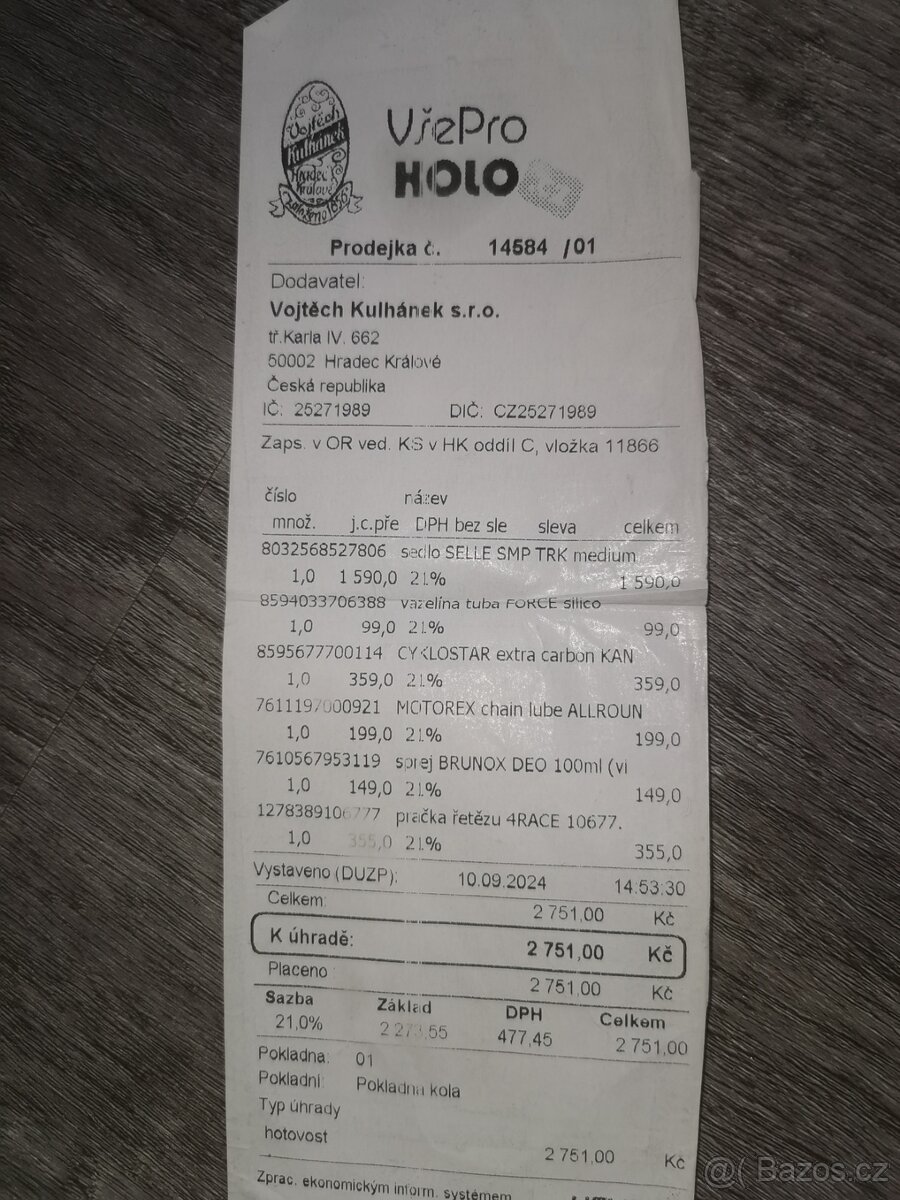 Vojtěch
Kulhánek
Hradec
Králové
založeno 1856
VšePro
KOLO
Prodejka č. 14584 /01
Dodavatel:
Vojtěch Kulhánek s.r.o.
tř.Karla IV. 662
50002 Hradec Králové
Česká republika
IČ: 25271989 DIČ: CZ25271989
Zaps. v OR ved. KS v HK oddíl C, vložka 11866
číslo název
množ. j.c.pře DPH bez sle sleva celkem
8032568527806 sedlo SELLE SMP TRK medium
1,0 1 590,0 21% 1 590,0
8594033706388 vazelína tuba FORCE silico
1,0 99,0 21% 99,0
8595677700114 CYKLOSTAR extra carbon KAN
1,0 359,0 21% 359,0
7611197000921 MOTOREX chain lube ALLROUN
1,0 199,0 21% 199,0
7610567953119 sprej BRUNOX DEO 100ml (vi
1,0 149,0 21% 149,0
1278389106777 pračka řetězu 4RACE 10677.
1,0 355,0 21% 355,0
Vystaveno (DUZP): 10.09.2024 14:53:30
Celkem: 2 751,00 Kč
K úhradě: 2 751,00 Kč
Placeno 2 751,00 Kč
Sazba Základ DPH Celkem
21,0% 2 273,55 477,45 2 751,00
Pokladna: 01
Pokladní: Pokladna kola
Typ úhrady
hotovost
2 751,00 Kč
Zprac. ekonomickým inform. systémem
@( Bazos.cz